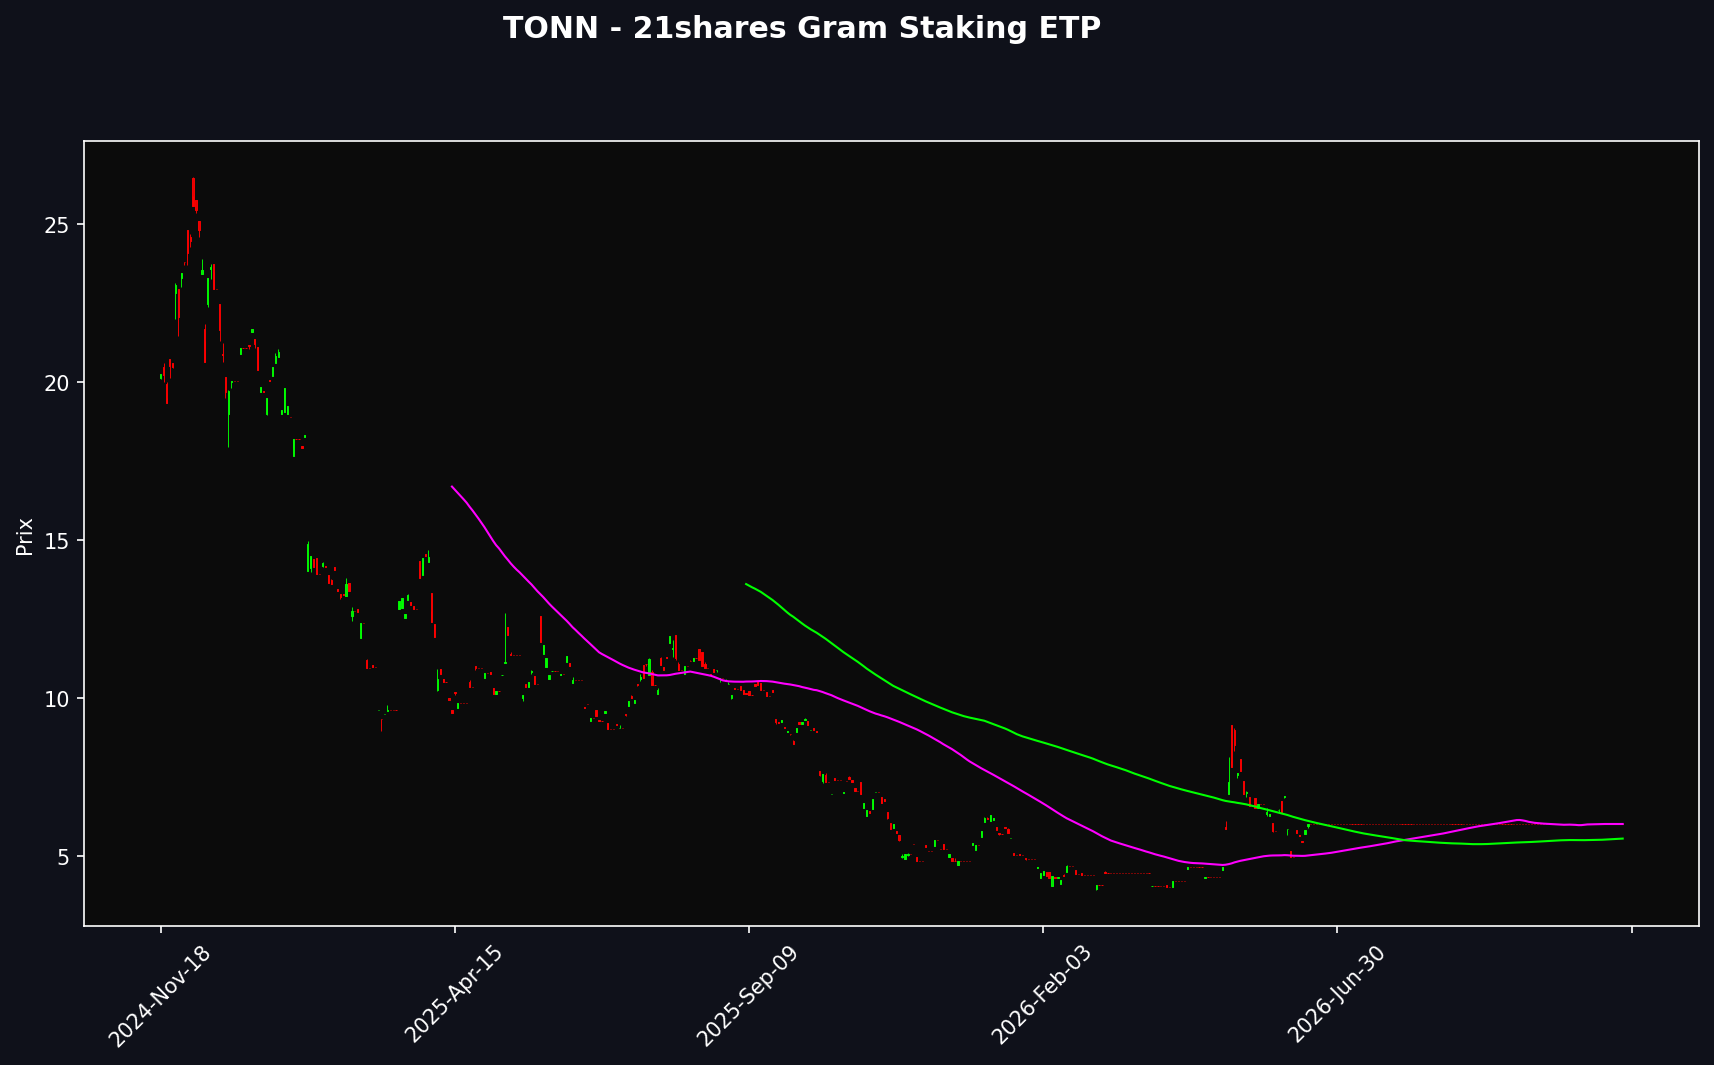 TONN - 21shares Gram Staking ETP
Prix
25
20
15
10
5
2024-Nov-18
2025-Apr-15
2025-Sep-09
2026-Feb-03
2026-Jun-30